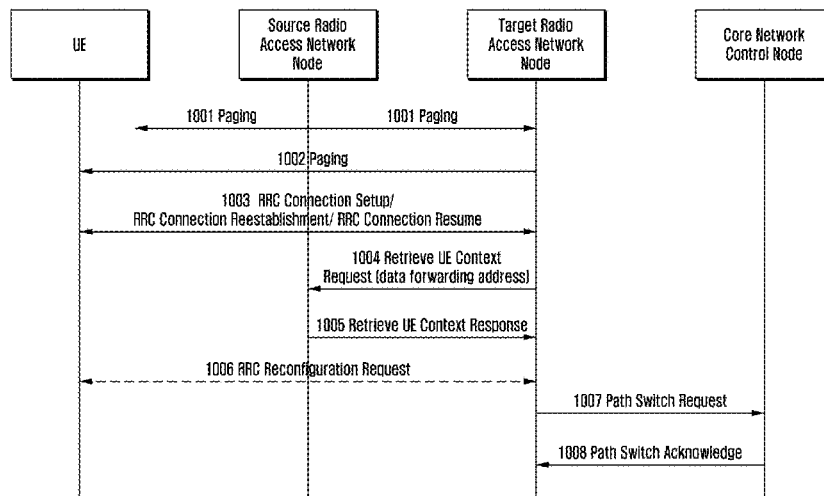 UE
Source Radio
Access Network
Node
Target Radio
Access Network
Node
Core Network
Control Node
1001 Paging
1001 Paging
1002 Paging
1003 RRC Connection Setup/
RRC Connection Reestablishment/ RRC Connection Resume
1004 Retrieve UE Context
Request (data forwarding address)
1005 Retrieve UE Context Response
1006 RRC Reconfiguration Request
1007 Path Switch Request
1008 Path Switch Acknowledge